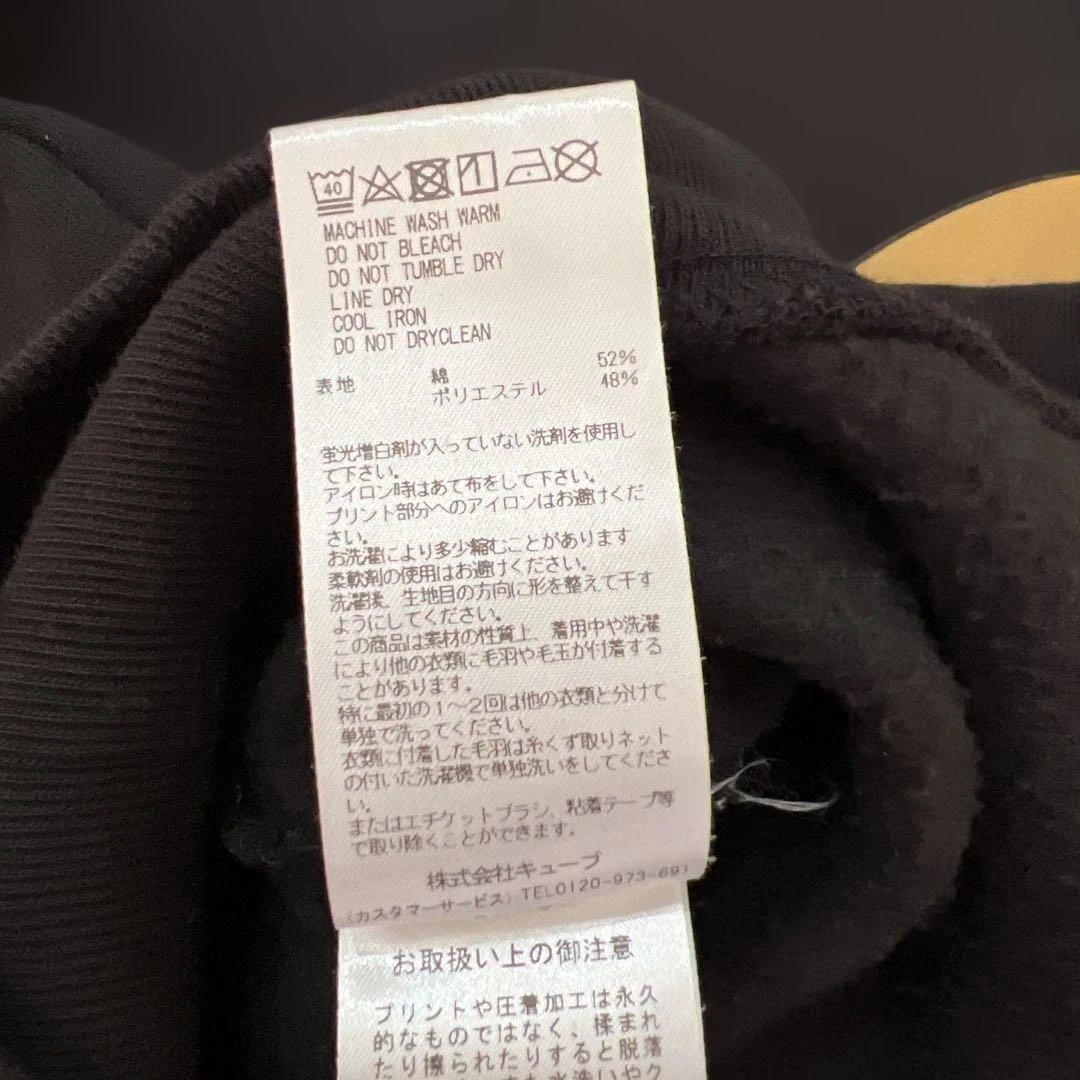 40
MACHINE WASH WARM
DO NOT BLEACH
DO NOT TUMBLE DRY
LINE DRY
COOL IRON
DO NOT DRYCLEAN
表地 綿 52%
ポリエステル 48%
蛍光増白剤が入っていない洗剤を使用し
て下さい。
アイロン時はあて布をして下さい。
プリント部分へのアイロンはお避けくだ
さい。
お洗濯により多少縮むことがあります
柔軟剤の使用はお避けください。
洗濯後、生地目の方向に形を整えて干す
ようにしてください。
この商品は素材の性質上、着用中や洗濯
により他の衣類に毛羽や毛玉が付着する
ことがあります。
特に最初の1～2回は他の衣類と分けて
単独で洗ってください。
衣類に付着した毛羽は糸くず取りネット
の付いた洗濯機で単独洗いをしてくださ
い。
またはエチケットブラシ、粘着テープ等
で取り除くことができます。
株式会社キューブ
(カスタマーサービス) TEL0120-973-691
お取扱い上の御注意
プリントや圧着加工は永久
的なものではなく、揉まれ
たり擦られたりすると脱落